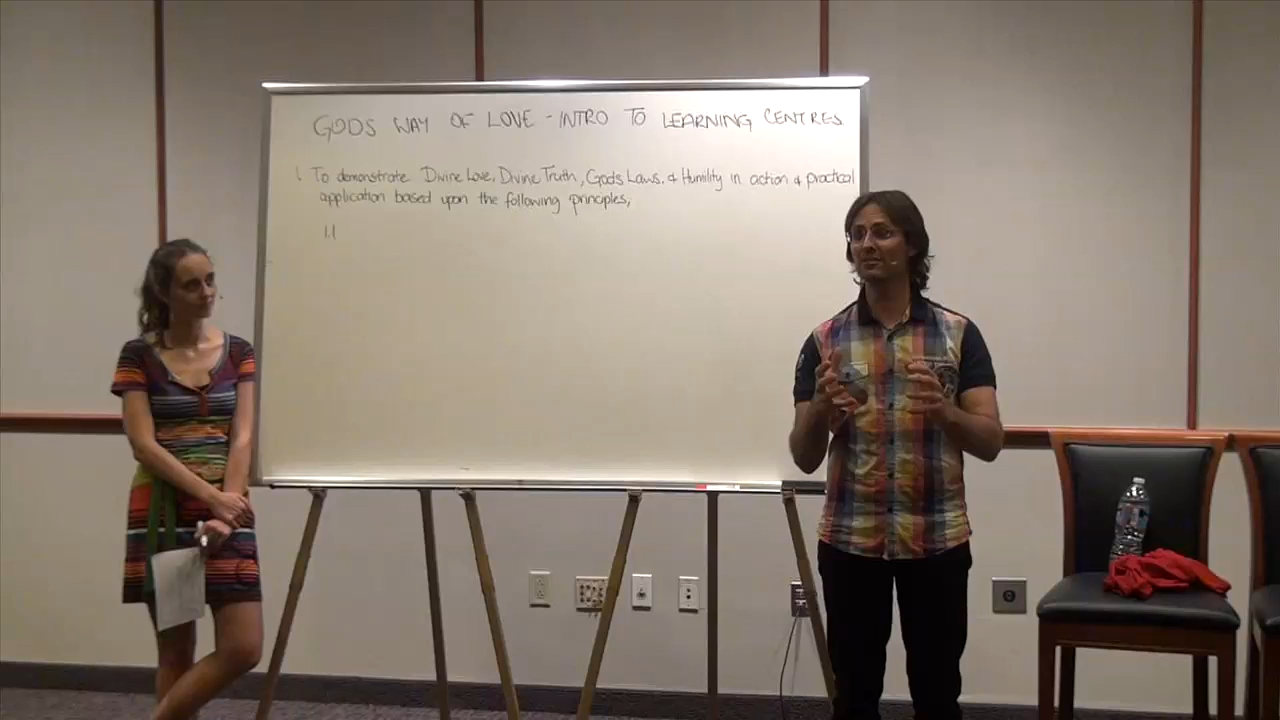 GODS WAY OF LOVE - INTRO TO LEARNING CENTRES
1. To demonstrate Divine Love, Divine Truth, Gods Laws, & Humility in action & practical
application based upon the following principles;
1.1